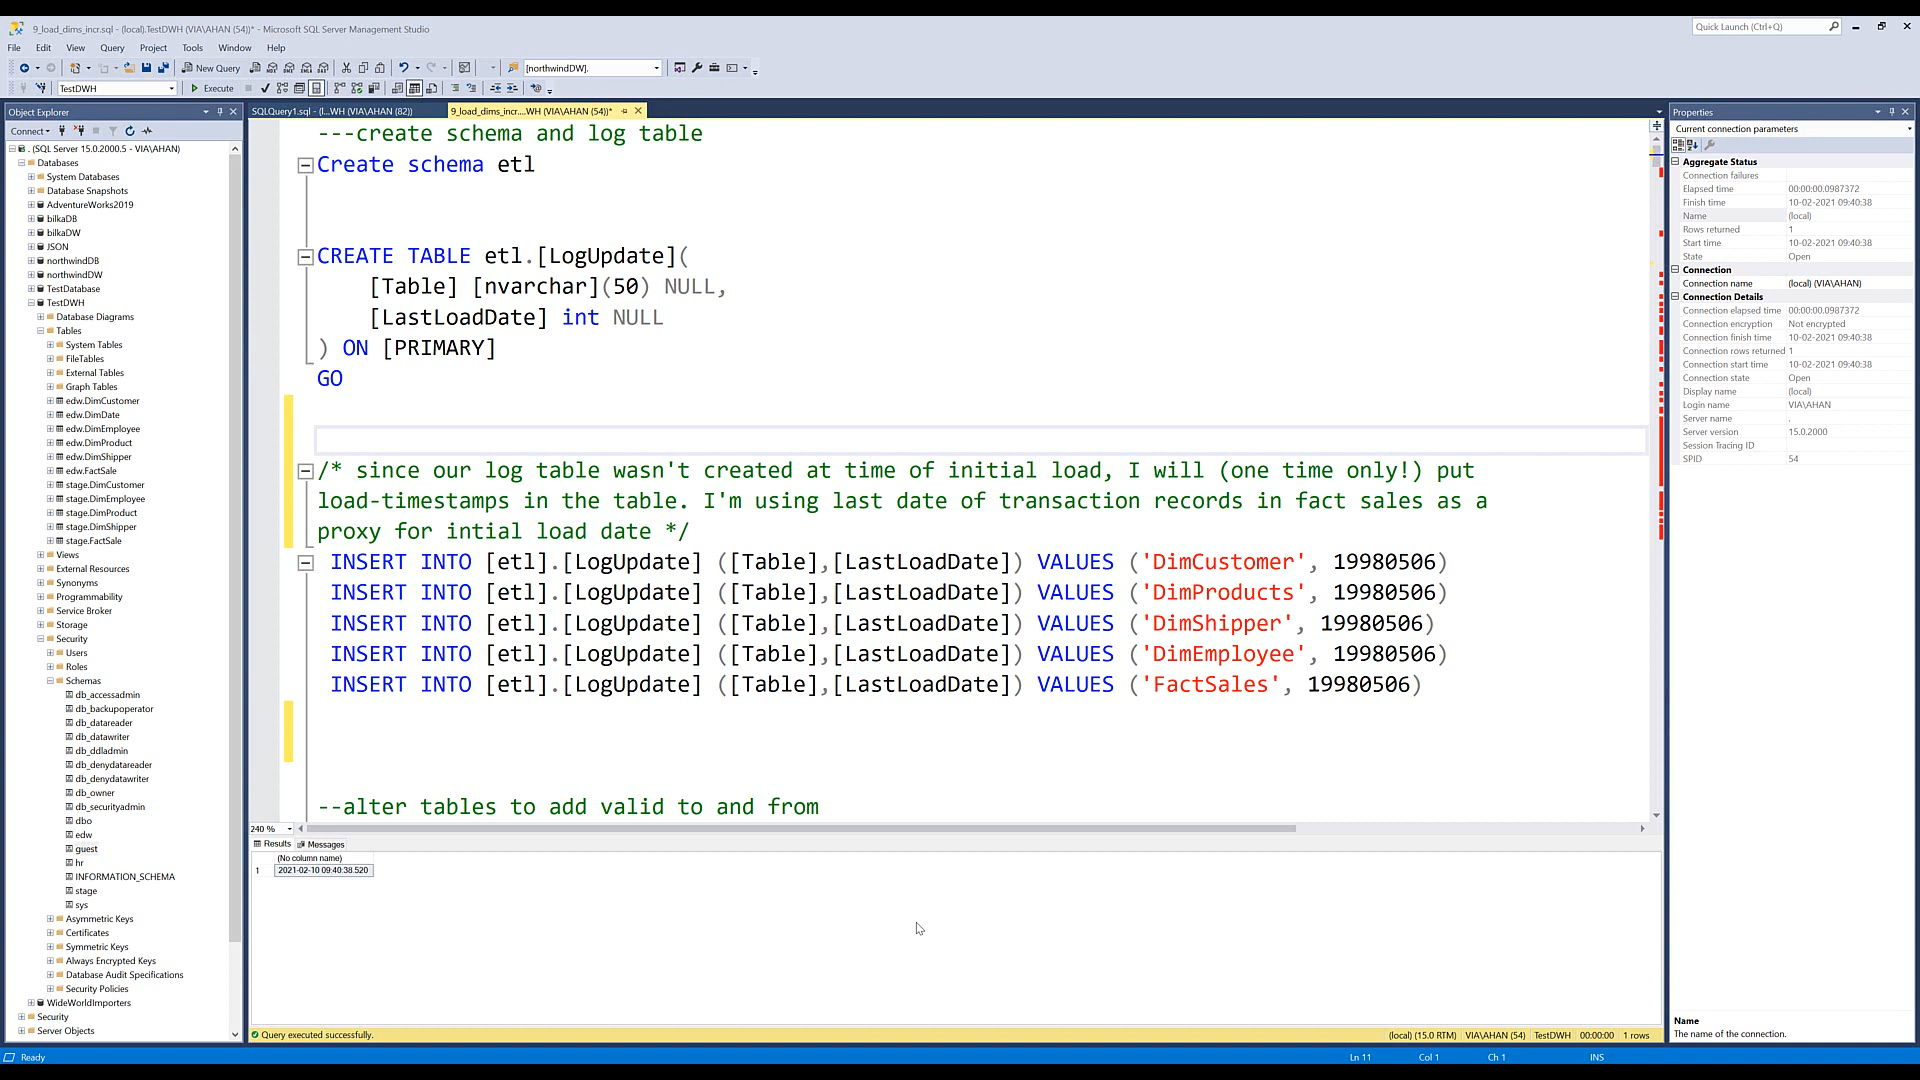 9_load_dims_incr.sql - (local).TestDWH (VIA\AHAN (54))* - Microsoft SQL Server Management Studio
Quick Launch (Ctrl+Q)
File Edit View Query Project Tools Window Help
New Query
[northwindDW].
TestDWH
Execute
Object Explorer
Connect
. (SQL Server 15.0.2000.5 - VIA\AHAN)
Databases
System Databases
Database Snapshots
AdventureWorks2019
bilkaDB
bilkaDW
JSON
northwindDB
northwindDW
TestDatabase
TestDWH
Database Diagrams
Tables
System Tables
FileTables
External Tables
Graph Tables
edw.DimCustomer
edw.DimDate
edw.DimEmployee
edw.DimProduct
edw.DimShipper
edw.FactSale
stage.DimCustomer
stage.DimEmployee
stage.DimProduct
stage.DimShipper
stage.FactSale
Views
External Resources
Synonyms
Programmability
Service Broker
Storage
Security
Users
Roles
Schemas
db_accessadmin
db_backupoperator
db_datareader
db_datawriter
db_ddladmin
db_denydatareader
db_denydatawriter
db_owner
db_securityadmin
dbo
edw
guest
hr
INFORMATION_SCHEMA
stage
sys
Asymmetric Keys
Certificates
Symmetric Keys
Always Encrypted Keys
Database Audit Specifications
Security Policies
WideWorldImporters
Security
Server Objects
SQLQuery1.sql - (l...WH (VIA\AHAN (82))
9_load_dims_incr....WH (VIA\AHAN (54))*
---create schema and log table
Create schema etl
CREATE TABLE etl.[LogUpdate](
[Table] [nvarchar](50) NULL,
[LastLoadDate] int NULL
) ON [PRIMARY]
GO
/* since our log table wasn't created at time of initial load, I will (one time only!) put
load-timestamps in the table. I'm using last date of transaction records in fact sales as a
proxy for intial load date */
INSERT INTO [etl].[LogUpdate] ([Table],[LastLoadDate]) VALUES ('DimCustomer', 19980506)
INSERT INTO [etl].[LogUpdate] ([Table],[LastLoadDate]) VALUES ('DimProducts', 19980506)
INSERT INTO [etl].[LogUpdate] ([Table],[LastLoadDate]) VALUES ('DimShipper', 19980506)
INSERT INTO [etl].[LogUpdate] ([Table],[LastLoadDate]) VALUES ('DimEmployee', 19980506)
INSERT INTO [etl].[LogUpdate] ([Table],[LastLoadDate]) VALUES ('FactSales', 19980506)
--alter tables to add valid to and from
240 %
Results Messages
(No column name)
1 2021-02-10 09:40:38.520
Query executed successfully.
(local) (15.0 RTM) VIA\AHAN (54) TestDWH 00:00:00 1 rows
Properties
Current connection parameters
Aggregate Status
Connection failures
Elapsed time 00:00:00.0987372
Finish time 10-02-2021 09:40:38
Name (local)
Rows returned 1
Start time 10-02-2021 09:40:38
State Open
Connection
Connection name (local) (VIA\AHAN)
Connection Details
Connection elapsed time 00:00:00.0987372
Connection encryption Not encrypted
Connection finish time 10-02-2021 09:40:38
Connection rows returned 1
Connection start time 10-02-2021 09:40:38
Connection state Open
Display name (local)
Login name VIA\AHAN
Server name .
Server version 15.0.2000
Session Tracing ID
SPID 54
Name
The name of the connection.
Ready
Ln 11 Col 1 Ch 1 INS